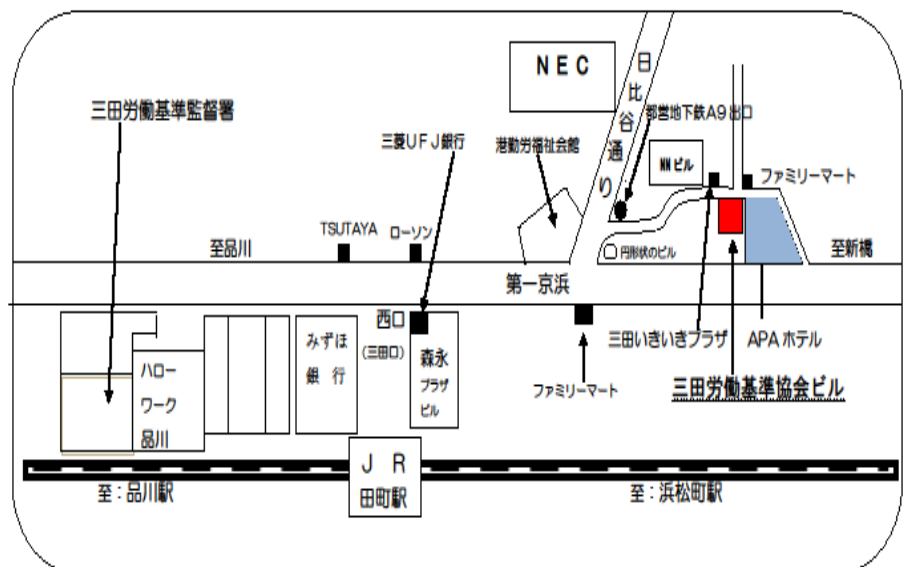 NEC
日比谷通り
都営地下鉄A9出口
三田労働基準監督署
三菱UFJ銀行
港勤労福祉会館
NNビル
ファミリーマート
TSUTAYA
ローソン
至品川
円形状のビル
至新橋
第一京浜
西口
(三田口)
みずほ
銀行
森永
プラザ
ビル
ファミリーマート
三田いきいきプラザ
APAホテル
三田労働基準協会ビル
ハロー
ワーク
品川
JR
田町駅
至:品川駅
至:浜松町駅